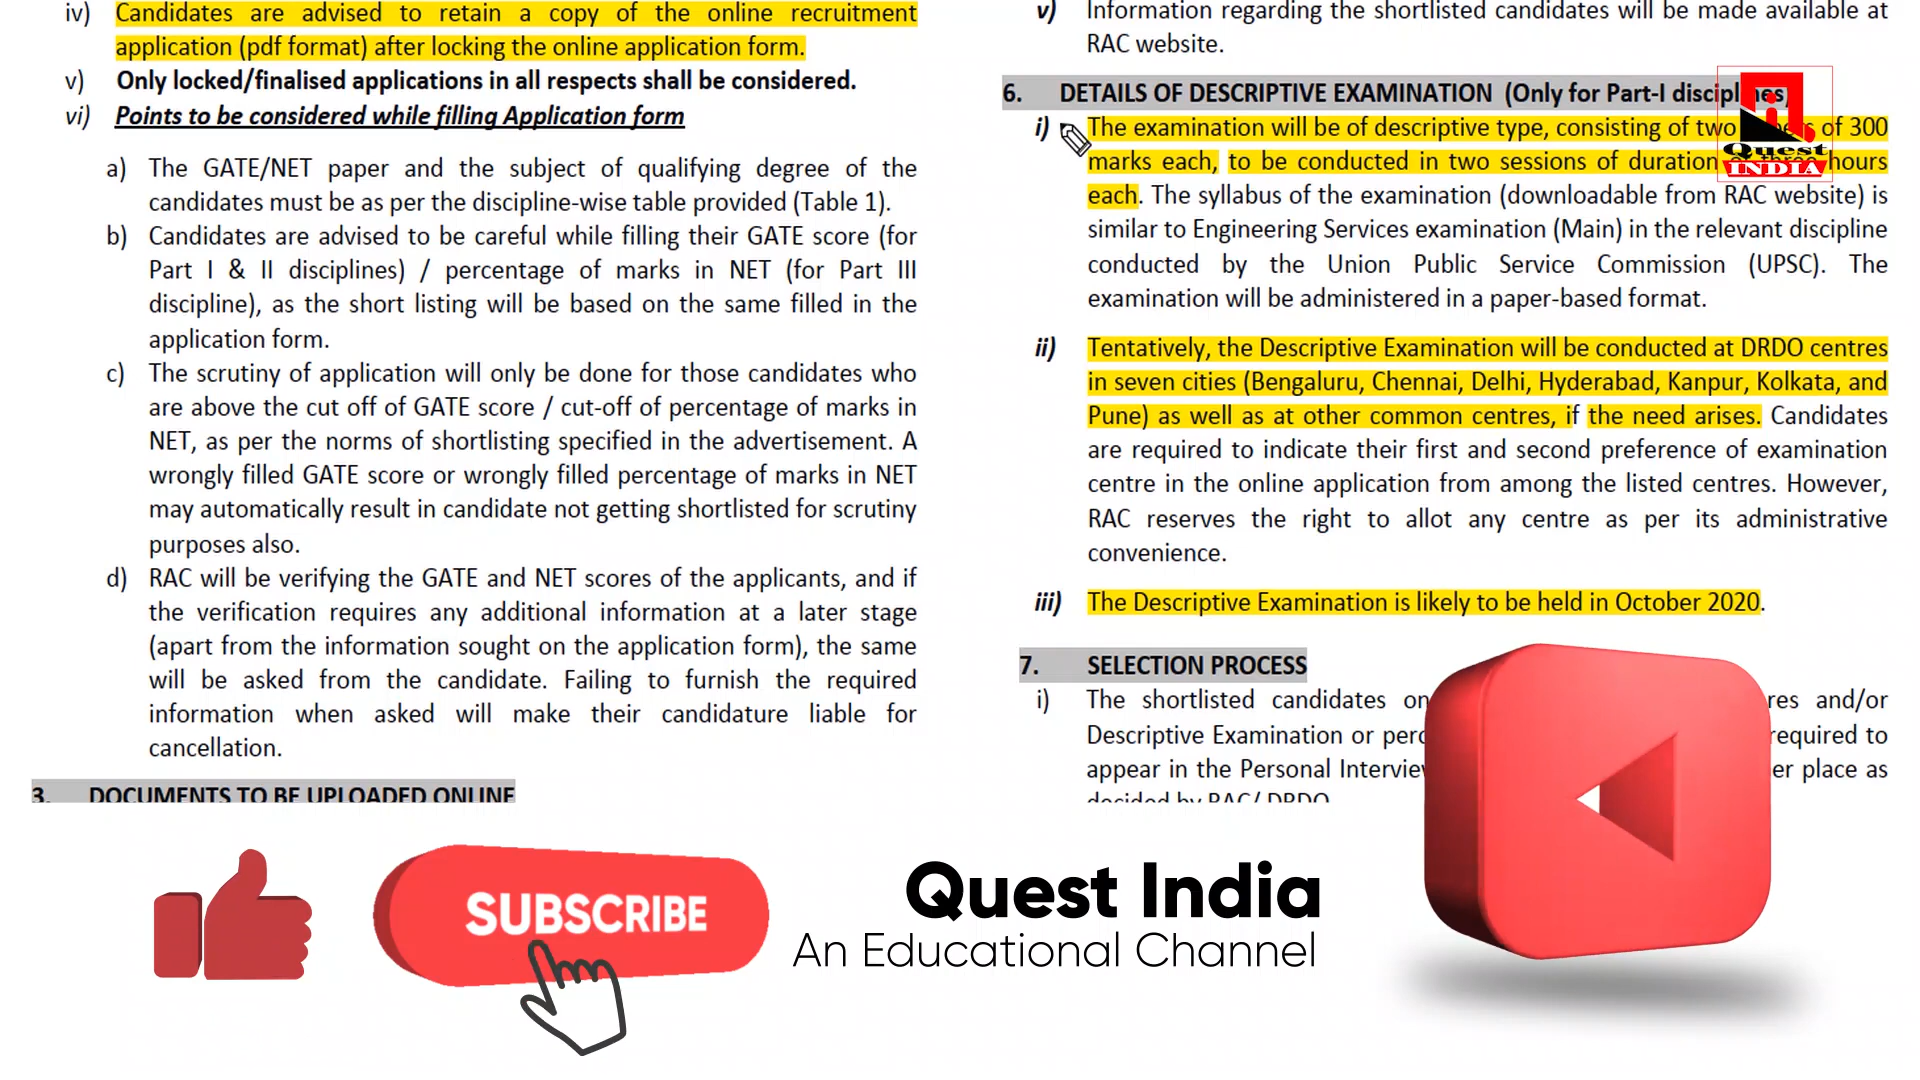 iv) Candidates are advised to retain a copy of the online recruitment
application (pdf format) after locking the online application form.
v) Only locked/finalised applications in all respects shall be considered.
vi) Points to be considered while filling Application form
a) The GATE/NET paper and the subject of qualifying degree of the
candidates must be as per the discipline-wise table provided (Table 1).
b) Candidates are advised to be careful while filling their GATE score (for
Part I & II disciplines) / percentage of marks in NET (for Part III
discipline), as the short listing will be based on the same filled in the
application form.
c) The scrutiny of application will only be done for those candidates who
are above the cut off of GATE score / cut-off of percentage of marks in
NET, as per the norms of shortlisting specified in the advertisement. A
wrongly filled GATE score or wrongly filled percentage of marks in NET
may automatically result in candidate not getting shortlisted for scrutiny
purposes also.
d) RAC will be verifying the GATE and NET scores of the applicants, and if
the verification requires any additional information at a later stage
(apart from the information sought on the application form), the same
will be asked from the candidate. Failing to furnish the required
information when asked will make their candidature liable for
cancellation.
3. DOCUMENTS TO BE UPLOADED ONLINE
v) Information regarding the shortlisted candidates will be made available at
RAC website.
6. DETAILS OF DESCRIPTIVE EXAMINATION (Only for Part-I disciplines)
i) The examination will be of descriptive type, consisting of two of 300
marks each, to be conducted in two sessions of duration of three hours
each. The syllabus of the examination (downloadable from RAC website) is
similar to Engineering Services examination (Main) in the relevant discipline
conducted by the Union Public Service Commission (UPSC). The
examination will be administered in a paper-based format.
ii) Tentatively, the Descriptive Examination will be conducted at DRDO centres
in seven cities (Bengaluru, Chennai, Delhi, Hyderabad, Kanpur, Kolkata, and
Pune) as well as at other common centres, if the need arises. Candidates
are required to indicate their first and second preference of examination
centre in the online application from among the listed centres. However,
RAC reserves the right to allot any centre as per its administrative
convenience.
iii) The Descriptive Examination is likely to be held in October 2020.
7. SELECTION PROCESS
i) The shortlisted candidates on and/or
Descriptive Examination or required to
appear in the Personal Interview place as
decided by RAC/ DRDO
Quest
INDIA
SUBSCRIBE
Quest India
An Educational Channel